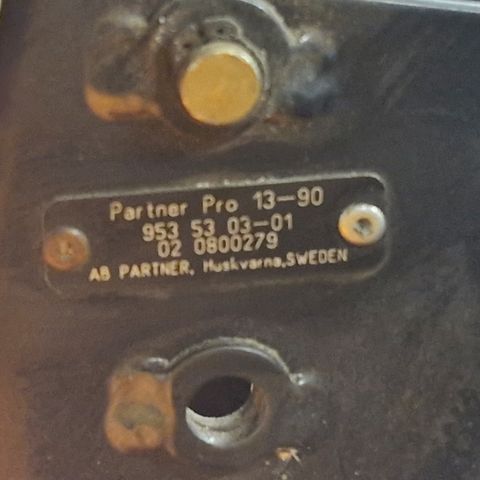 Partner Pro 13-90
953 53 03-01
02 0800279
AB PARTNER, Huskvarna,SWEDEN